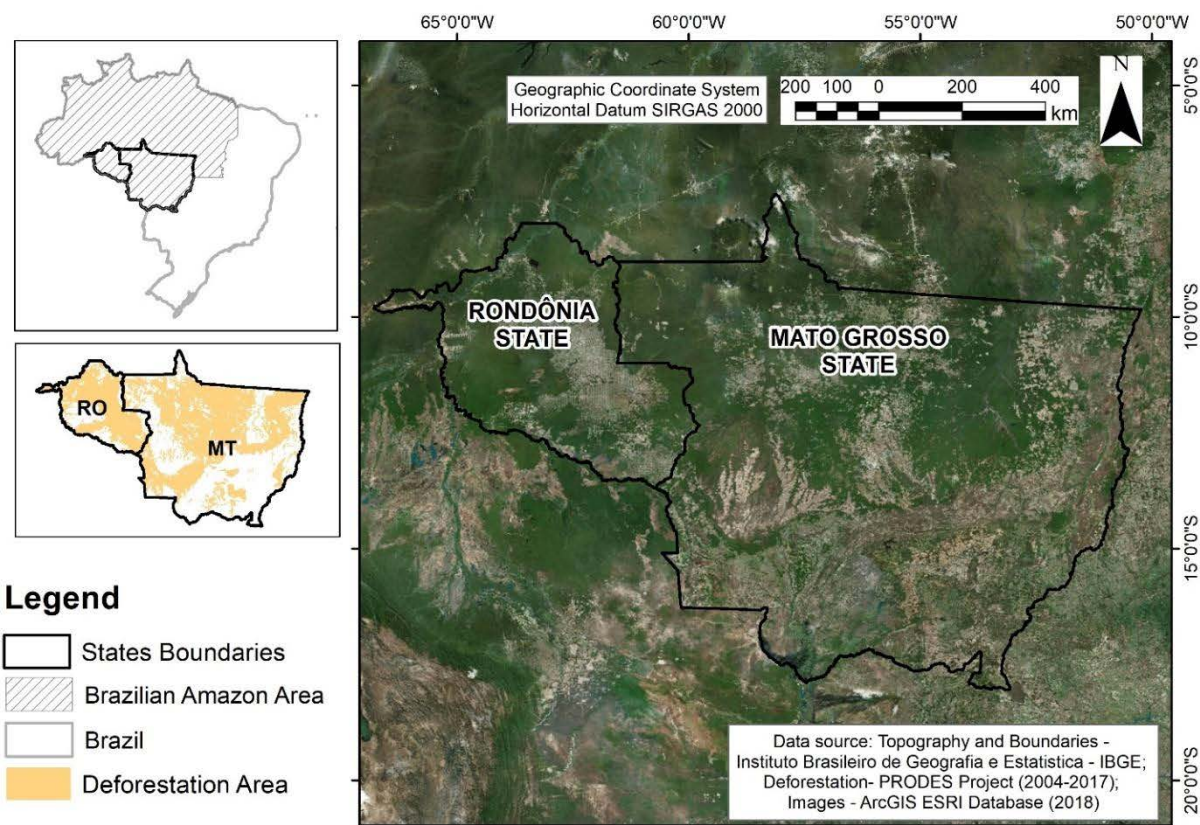 65°0'0"W
60°0'0"W
55°0'0"W
50°0'0"W
Geographic Coordinate System
Horizontal Datum SIRGAS 2000
200 100 0 200 400
km
N
5°0'0"S
10°0'0"S
15°0'0"S
20°0'0"S
RONDÔNIA
STATE
MATO GROSSO
STATE
RO
MT
Legend
States Boundaries
Brazilian Amazon Area
Brazil
Deforestation Area
Data source: Topography and Boundaries -
Instituto Brasileiro de Geografia e Estatistica - IBGE;
Deforestation- PRODES Project (2004-2017);
Images - ArcGIS ESRI Database (2018)